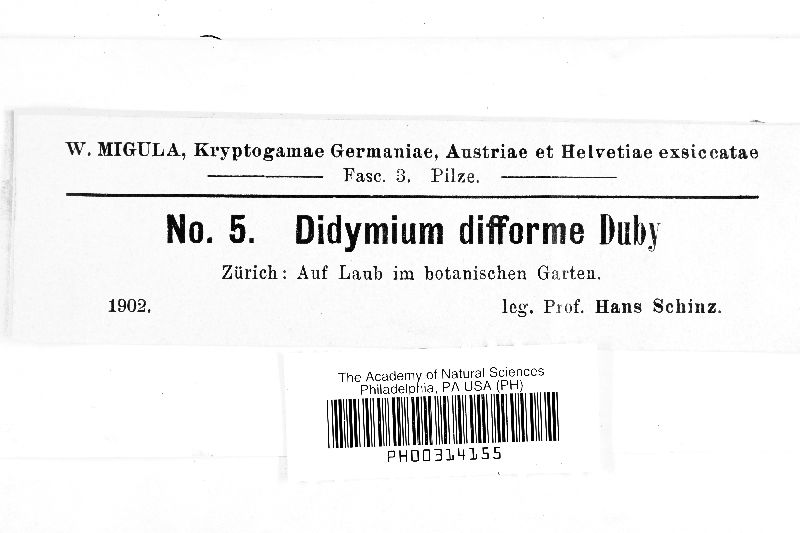 W. MIGULA, Kryptogamae Germaniae, Austriae et Helvetiae exsiccatae
Fasc. 3. Pilze.
No. 5. Didymium difforme Duby
Zürich: Auf Laub im botanischen Garten.
1902. leg. Prof. Hans Schinz.
The Academy of Natural Sciences
Philadelphia, PA USA (PH)
PH00314155